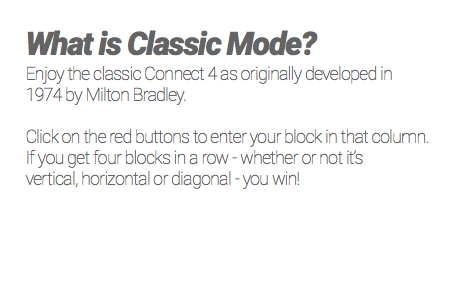 What is Classic Mode?
Enjoy the classic Connect 4 as originally developed in
1974 by Milton Bradley.
Click on the red buttons to enter your block in that column.
If you get four blocks in a row - whether or not it's
vertical, horizontal or diagonal - you win!